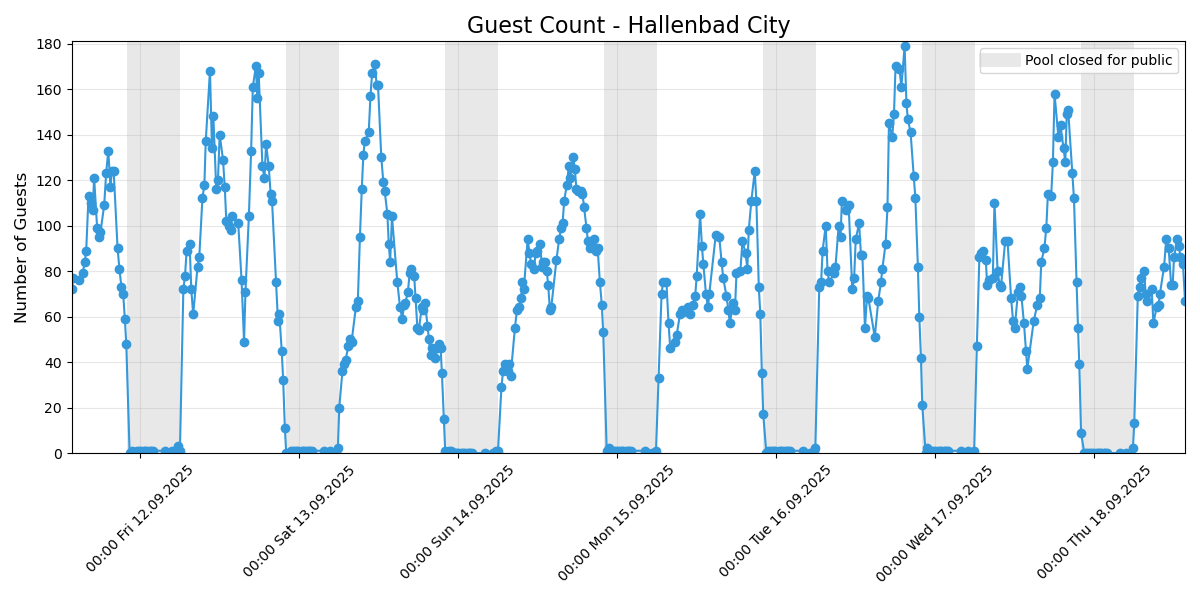 Guest Count - Hallenbad City
Number of Guests
180
160
140
120
100
80
60
40
20
0
Pool closed for public
00:00 Fri 12.09.2025
00:00 Sat 13.09.2025
00:00 Sun 14.09.2025
00:00 Mon 15.09.2025
00:00 Tue 16.09.2025
00:00 Wed 17.09.2025
00:00 Thu 18.09.2025